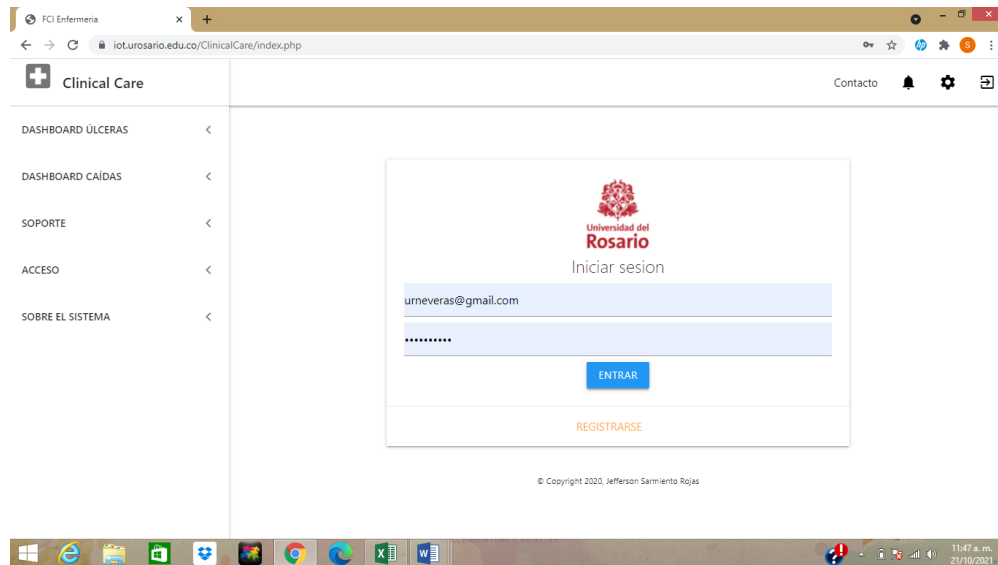 FCI Enfermeria
iot.urosario.edu.co/ClinicalCare/index.php
Clinical Care
Contacto
DASHBOARD ÚLCERAS
DASHBOARD CAÍDAS
SOPORTE
ACCESO
SOBRE EL SISTEMA
Universidad del
Rosario
Iniciar sesion
urneveras@gmail.com
••••••••••
ENTRAR
REGISTRARSE
© Copyright 2020, Jefferson Sarmiento Rojas
11:47 a. m.
21/10/2021